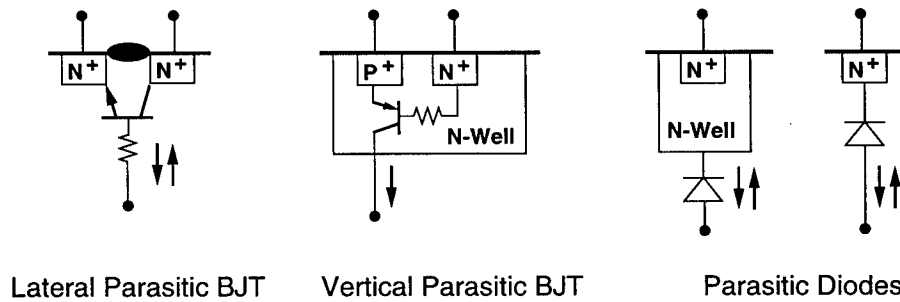 N+ N+ P+ N+ N+ N+
N-Well N-Well
Lateral Parasitic BJT Vertical Parasitic BJT Parasitic Diodes